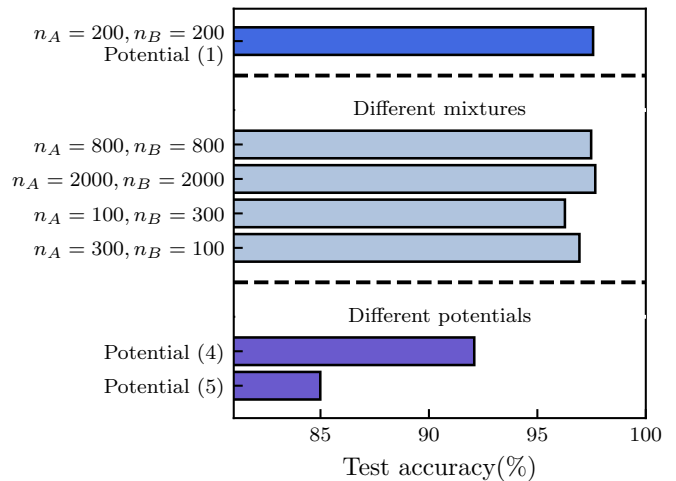 n_A = 200, n_B = 200
Potential (1)
Different mixtures
n_A = 800, n_B = 800
n_A = 2000, n_B = 2000
n_A = 100, n_B = 300
n_A = 300, n_B = 100
Different potentials
Potential (4)
Potential (5)
85 90 95 100
Test accuracy(%)